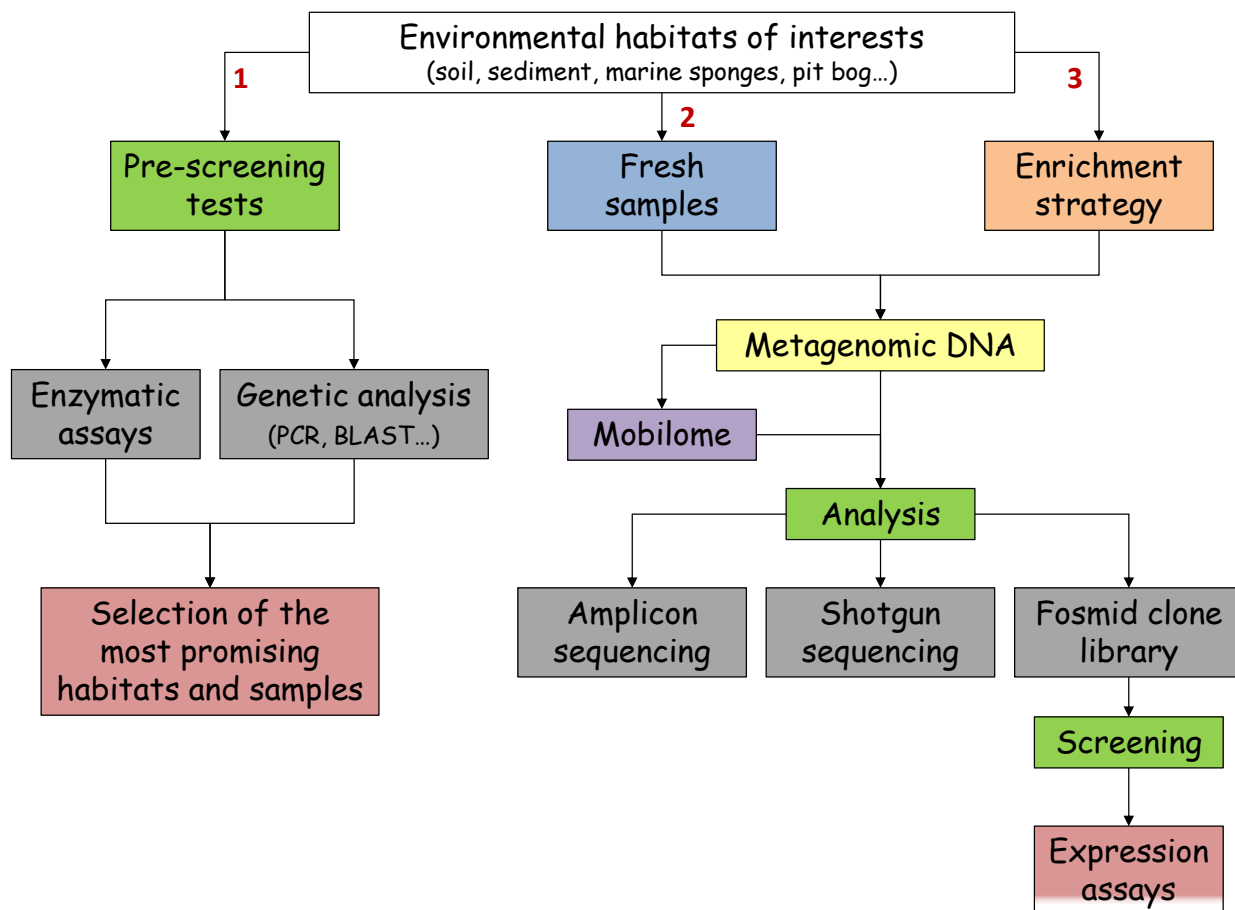 Environmental habitats of interests
(soil, sediment, marine sponges, pit bog…)
1
2
3
Pre-screening
tests
Fresh
samples
Enrichment
strategy
Metagenomic DNA
Enzymatic
assays
Genetic analysis
(PCR, BLAST…)
Mobilome
Analysis
Selection of the
most promising
habitats and samples
Amplicon
sequencing
Shotgun
sequencing
Fosmid clone
library
Screening
Expression
assays